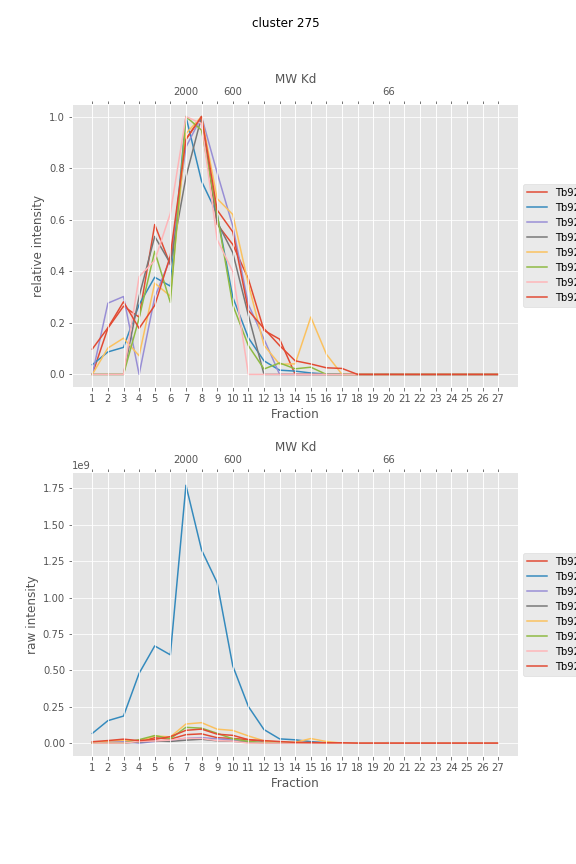 cluster 275
MW Kd
2000 600 66
1.0
0.8
0.6
0.4
0.2
0.0
relative intensity
Tb92
Tb92
Tb92
Tb92
Tb92
Tb92
Tb92
Tb92
1 2 3 4 5 6 7 8 9 10 11 12 13 14 15 16 17 18 19 20 21 22 23 24 25 26 27
Fraction
MW Kd
1e9
2000 600 66
1.75
1.50
1.25
1.00
0.75
0.50
0.25
0.00
raw intensity
Tb92
Tb92
Tb92
Tb92
Tb92
Tb92
Tb92
Tb92
1 2 3 4 5 6 7 8 9 10 11 12 13 14 15 16 17 18 19 20 21 22 23 24 25 26 27
Fraction